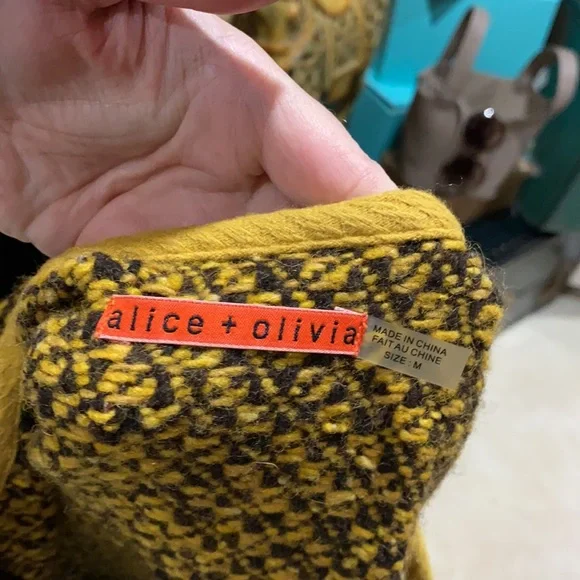 alice + olivia
MADE IN CHINA
FAIT AU CHINE
SIZE: M